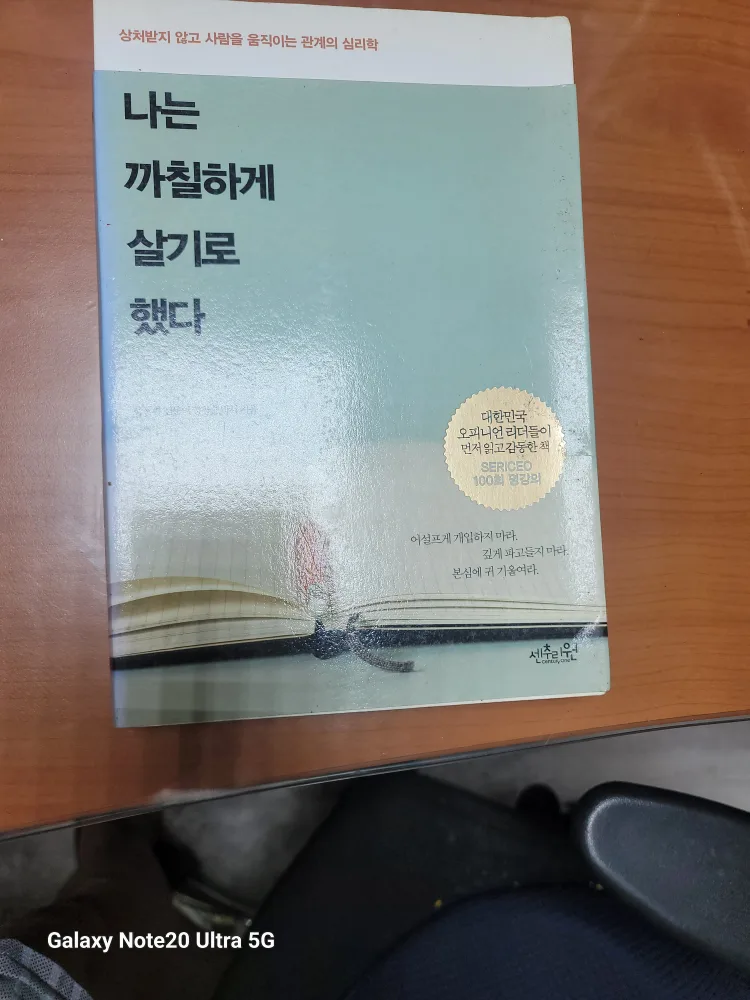 상처받지 않고 사람을 움직이는 관계의 심리학
나는
까칠하게
살기로
했다
대한민국
오피니언 리더들이
먼저 읽고 감동한 책
SERICEO
100회 명강의
어설프게 개입하지 마라.
깊게 파고들지 마라.
본심에 귀 기울여라.
센추리원
century one
Galaxy Note20 Ultra 5G